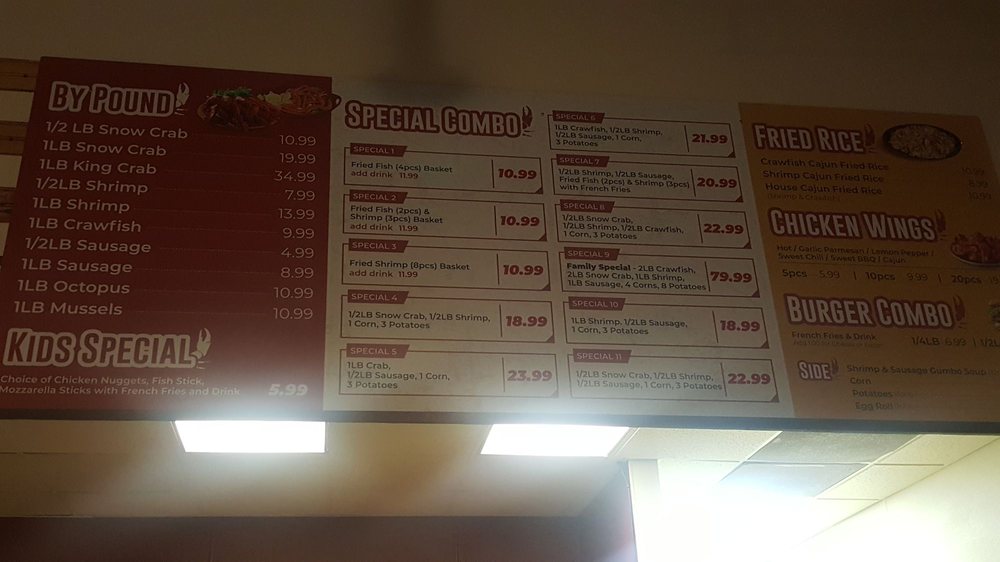 BY POUND
1/2 LB Snow Crab 10.99
1LB Snow Crab 19.99
1LB King Crab 34.99
1/2LB Shrimp 7.99
1LB Shrimp 13.99
1LB Crawfish 9.99
1/2LB Sausage 4.99
1LB Sausage 8.99
1LB Octopus 10.99
1LB Mussels 10.99
KIDS SPECIAL
Choice of Chicken Nuggets, Fish Stick,
Mozzarella Sticks with French Fries and Drink 5.99
SPECIAL COMBO
SPECIAL 1
Fried Fish (4pcs) Basket
add drink 11.99
10.99
SPECIAL 2
Fried Fish (2pcs) &
Shrimp (3pcs) Basket
add drink 11.99
10.99
SPECIAL 3
Fried Shrimp (8pcs) Basket
add drink 11.99
10.99
SPECIAL 4
1/2LB Snow Crab, 1/2LB Shrimp,
1 Corn, 3 Potatoes
18.99
SPECIAL 5
1LB Crab,
1/2LB Sausage, 1 Corn,
3 Potatoes
23.99
SPECIAL 6
1LB Crawfish, 1/2LB Shrimp,
1/2LB Sausage, 1 Corn,
3 Potatoes
21.99
SPECIAL 7
1/2LB Shrimp, 1/2LB Sausage,
Fried Fish (2pcs) & Shrimp (3pcs)
with French Fries
20.99
SPECIAL 8
1/2LB Snow Crab,
1/2LB Shrimp, 1/2LB Crawfish,
1 Corn, 3 Potatoes
22.99
SPECIAL 9
Family Special - 2LB Crawfish,
2LB Snow Crab, 1LB Shrimp,
1LB Sausage, 4 Corns, 8 Potatoes
79.99
SPECIAL 10
1LB Shrimp, 1/2LB Sausage,
1 Corn, 3 Potatoes
18.99
SPECIAL 11
1/2LB Snow Crab, 1/2LB Shrimp,
1/2LB Sausage, 1 Corn, 3 Potatoes
22.99
FRIED RICE
Crawfish Cajun Fried Rice 10.99
Shrimp Cajun Fried Rice 8.99
House Cajun Fried Rice 10.99
(Shrimp & Crawfish)
CHICKEN WINGS
Hot / Garlic Parmesan / Lemon Pepper /
Sweet Chili / Sweet BBQ / Cajun
5pcs 5.99 | 10pcs 9.99 | 20pcs
BURGER COMBO
French Fries & Drink
1/4LB 6.99 | 1/2L
SIDE
Shrimp & Sausage Gumbo Soup
Corn
Potatoes
Egg Roll